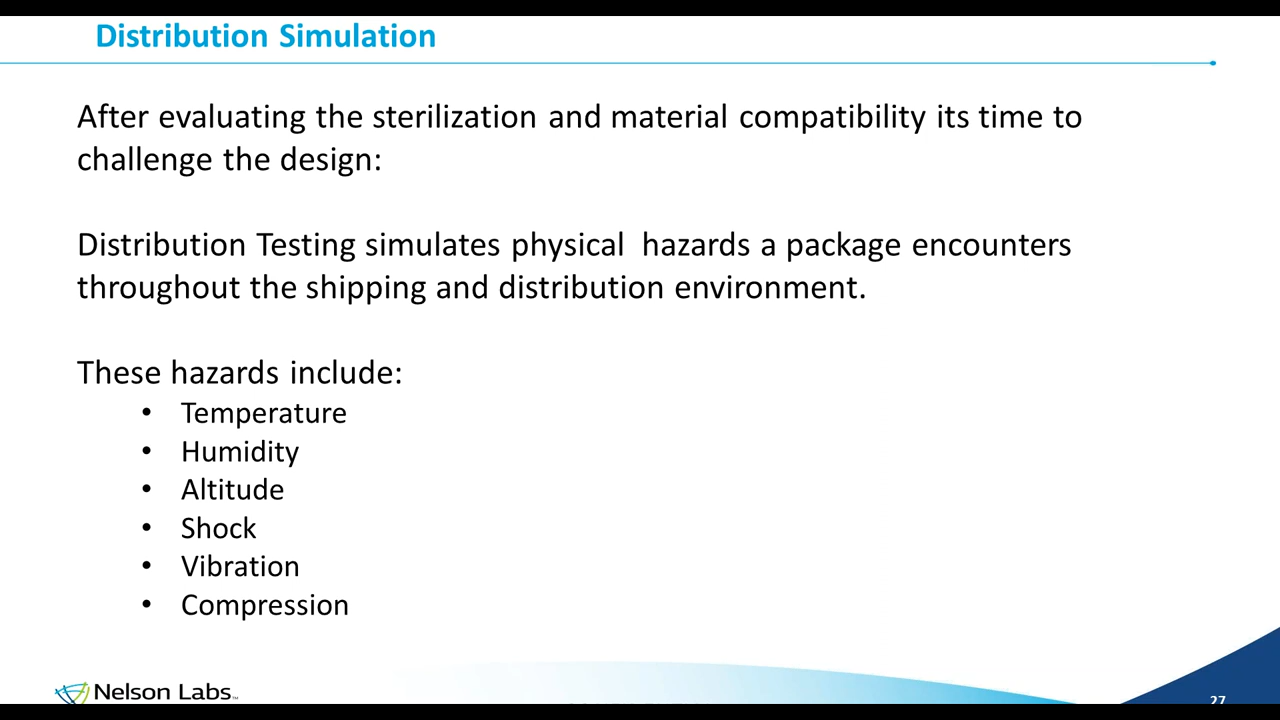 Distribution Simulation
After evaluating the sterilization and material compatibility its time to
challenge the design:
Distribution Testing simulates physical  hazards a package encounters
throughout the shipping and distribution environment.
These hazards include:
• Temperature
• Humidity
• Altitude
• Shock
• Vibration
• Compression
Nelson Labs™
27